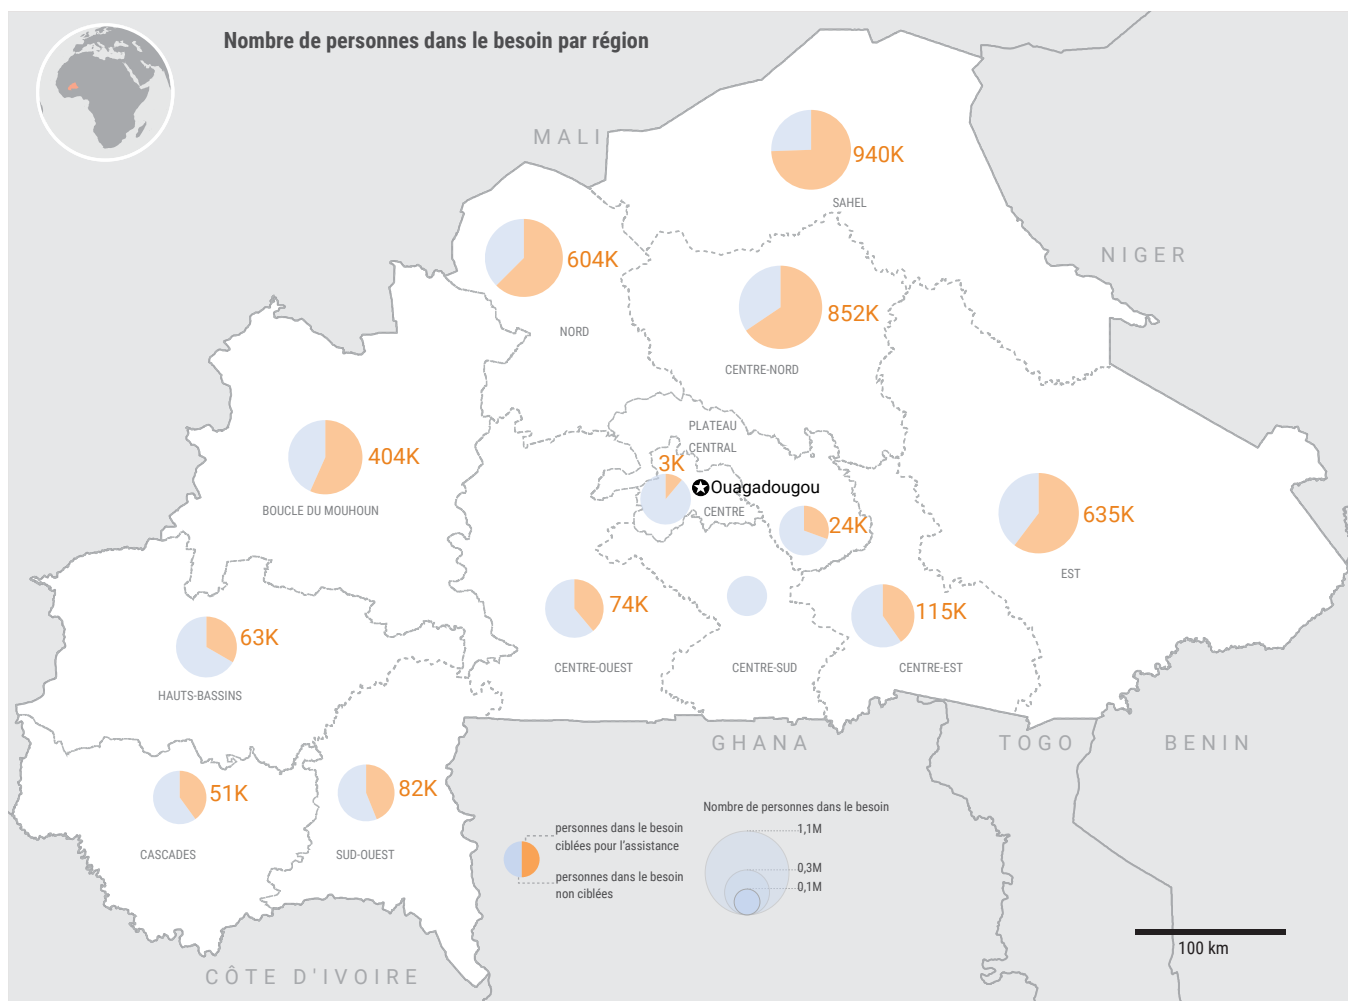 Nombre de personnes dans le besoin par région
MALI
940K
SAHEL
NIGER
604K
NORD
852K
CENTRE-NORD
404K
BOUCLE DU MOUHOUN
PLATEAU
CENTRAL
3K
Ouagadougou
CENTRE
24K
635K
EST
74K
CENTRE-OUEST
CENTRE-SUD
115K
CENTRE-EST
63K
HAUTS-BASSINS
GHANA
TOGO
BENIN
51K
CASCADES
82K
SUD-OUEST
personnes dans le besoin
ciblées pour l'assistance
personnes dans le besoin
non ciblées
Nombre de personnes dans le besoin
1,1M
0,3M
0,1M
100 km
CÔTE D'IVOIRE